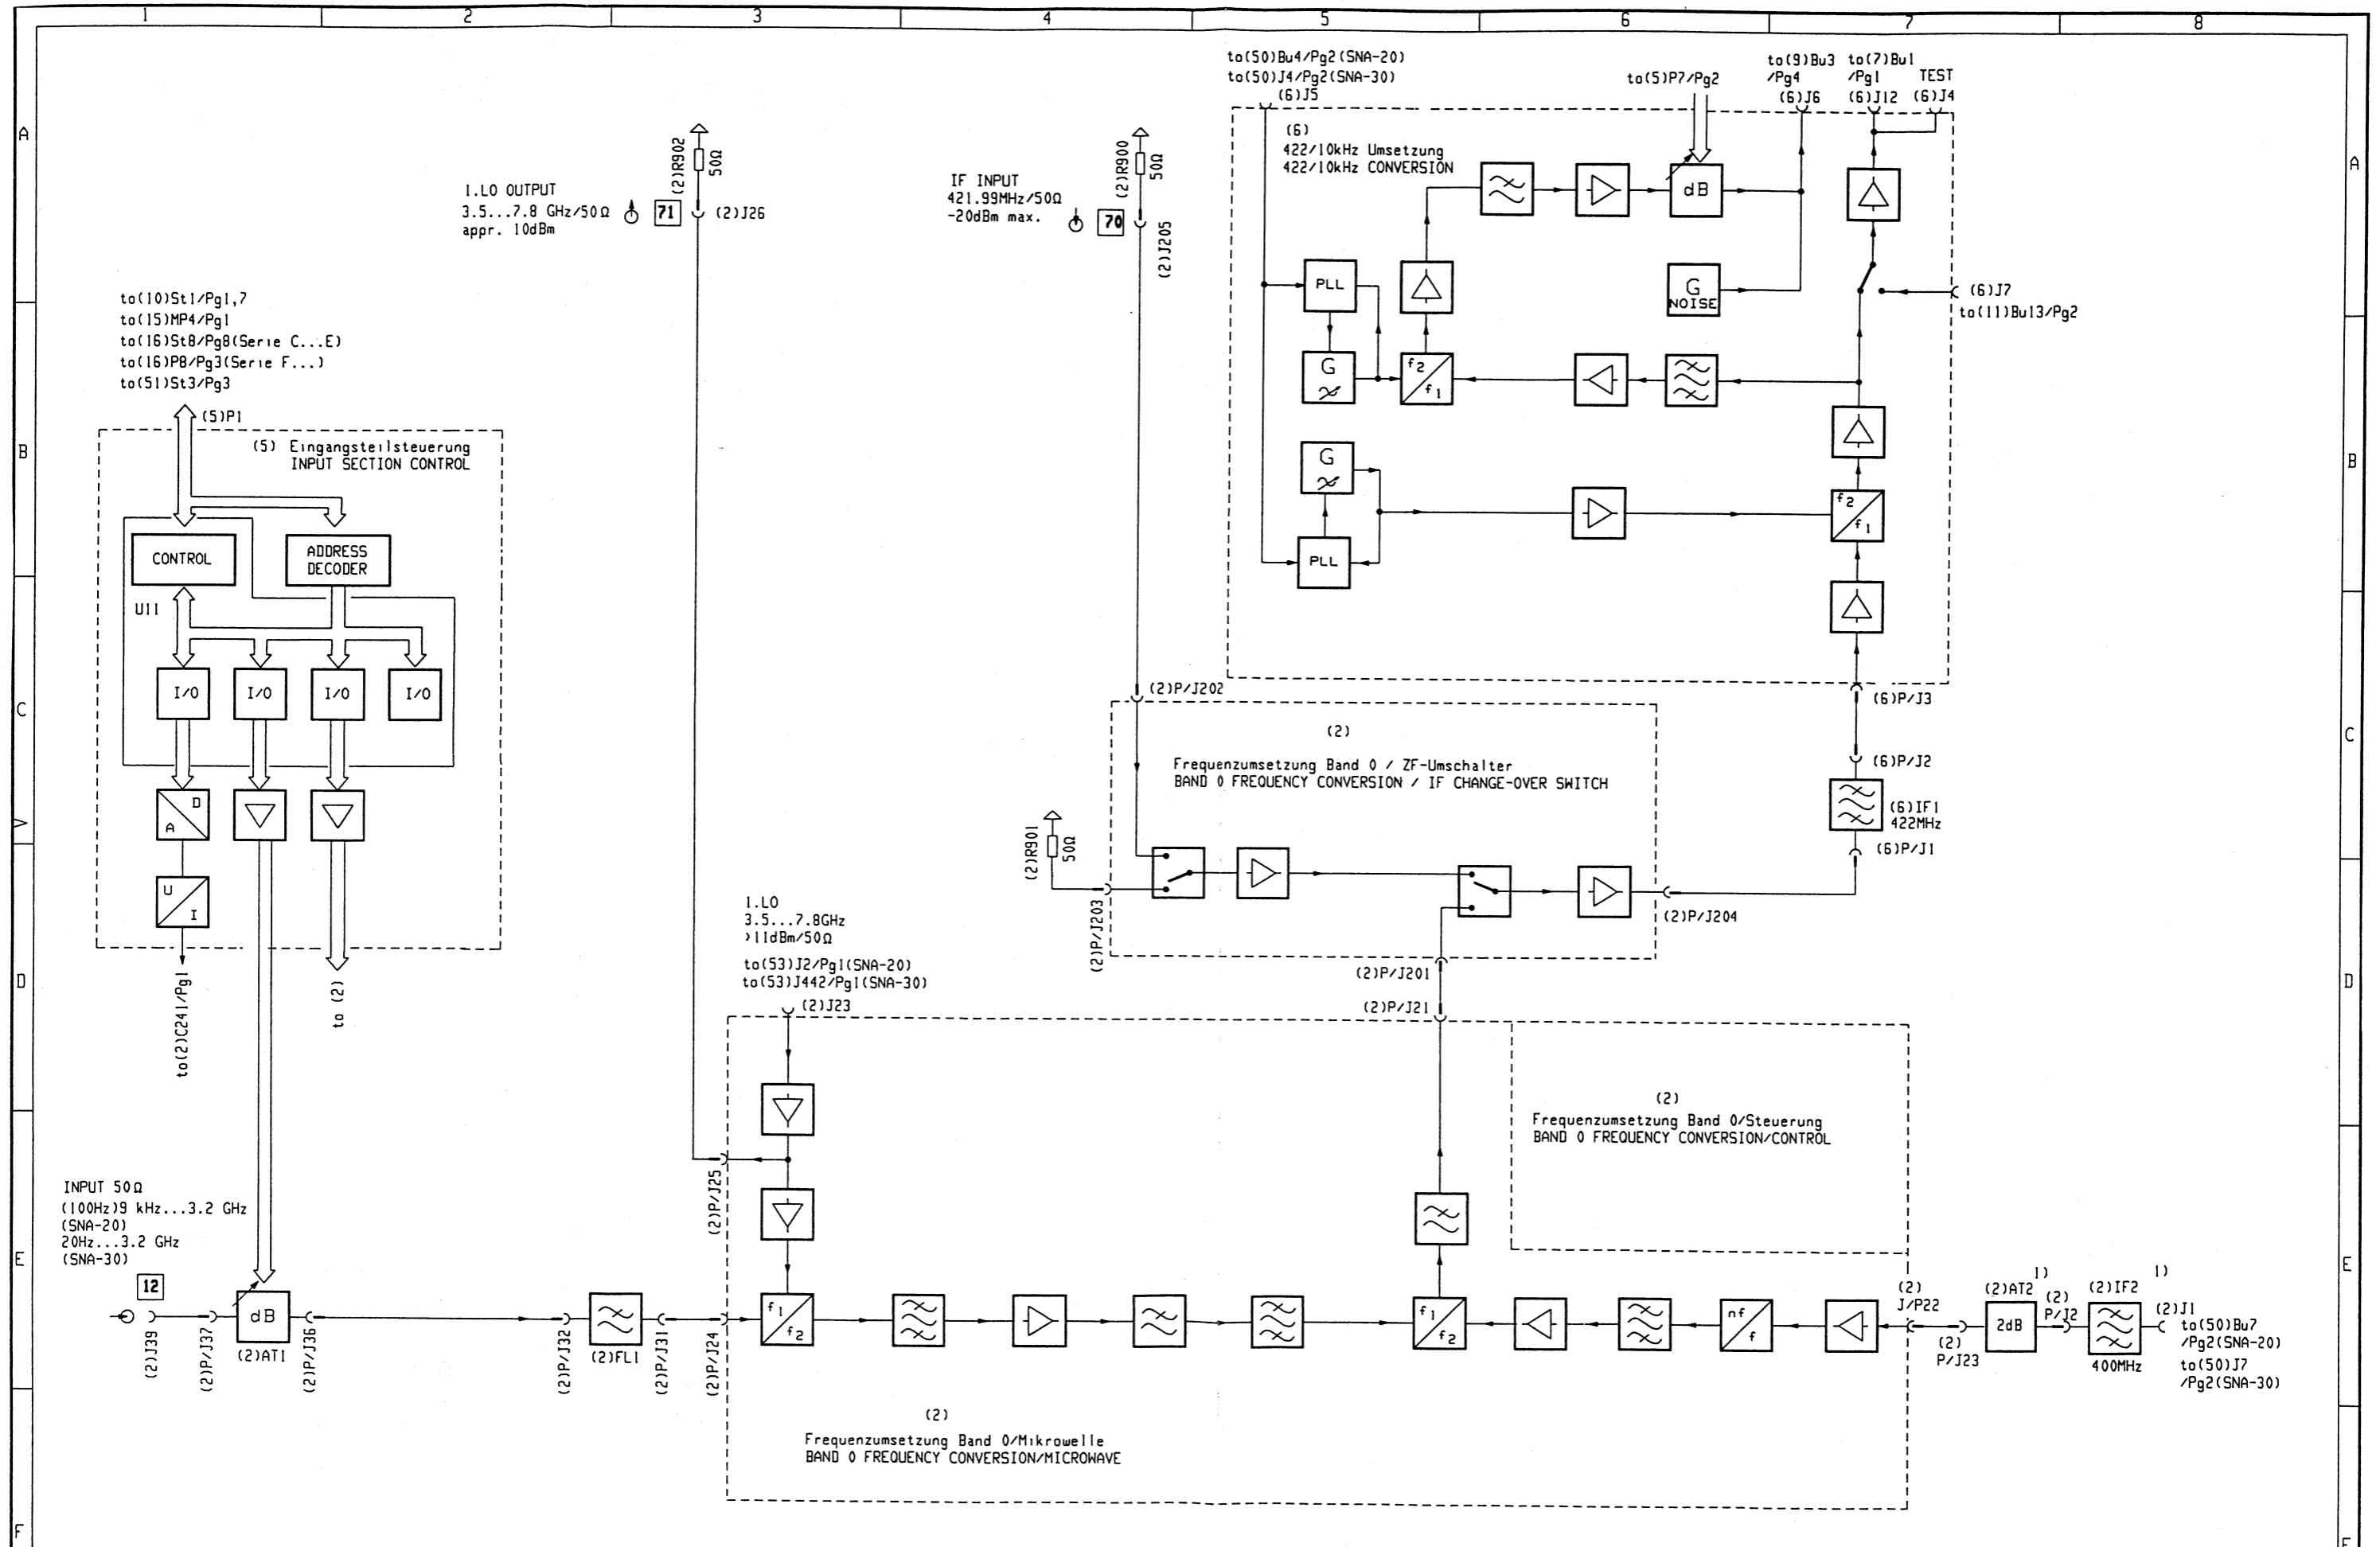 1 2 3 4 5 6 7 8
A
B
C
D
E
F
A
B
C
D
E
to(50)Bu4/Pg2(SNA-20)
to(50)J4/Pg2(SNA-30)
(6)J5
to(5)P7/Pg2
to(9)Bu3
/Pg4
(6)J6
to(7)Bu1
/Pg1
(6)J12
TEST
(6)J4
(6)
422/10kHz Umsetzung
422/10kHz CONVERSION
dB
PLL
G
NOISE
(6)J7
to(11)Bu13/Pg2
G
f2
f1
G
f2
f1
PLL
(6)P/J3
(6)P/J2
(6)IF1
422MHz
(6)P/J1
1.LO OUTPUT
3.5...7.8 GHz/50Ω
appr. 10dBm
71
(2)R902
50Ω
(2)J26
IF INPUT
421.99MHz/50Ω
-20dBm max.
70
(2)R900
50Ω
(2)J205
to(10)St1/Pg1,7
to(15)MP4/Pg1
to(16)St8/Pg8(Serie C...E)
to(16)P8/Pg3(Serie F...)
to(51)St3/Pg3
(5)P1
(5) Eingangsteilsteuerung
INPUT SECTION CONTROL
CONTROL
ADDRESS
DECODER
U11
I/O
I/O
I/O
I/O
D
A
U
I
to(2)C241/Pg1
to (2)
(2)P/J202
(2)
Frequenzumsetzung Band 0 / ZF-Umschalter
BAND 0 FREQUENCY CONVERSION / IF CHANGE-OVER SWITCH
(2)R901
50Ω
(2)P/J203
(2)P/J204
(2)P/J201
(2)P/J21
1.LO
3.5...7.8GHz
>11dBm/50Ω
to(53)J2/Pg1(SNA-20)
to(53)J442/Pg1(SNA-30)
(2)J23
(2)P/J25
(2)
Frequenzumsetzung Band 0/Steuerung
BAND 0 FREQUENCY CONVERSION/CONTROL
INPUT 50Ω
(100Hz)9 kHz...3.2 GHz
(SNA-20)
20Hz...3.2 GHz
(SNA-30)
12
(2)J39
(2)P/J37
dB
(2)AT1
(2)P/J36
(2)P/J32
(2)FL1
(2)P/J31
(2)P/J24
f1
f2
f1
f2
nf
f
(2)
J/P22
(2)
P/J23
(2)AT2
1)
2dB
(2)
P/J2
(2)IF2
1)
400MHz
(2)J1
to(50)Bu7
/Pg2(SNA-20)
to(50)J7
/Pg2(SNA-30)
(2)
Frequenzumsetzung Band 0/Mikrowelle
BAND 0 FREQUENCY CONVERSION/MICROWAVE